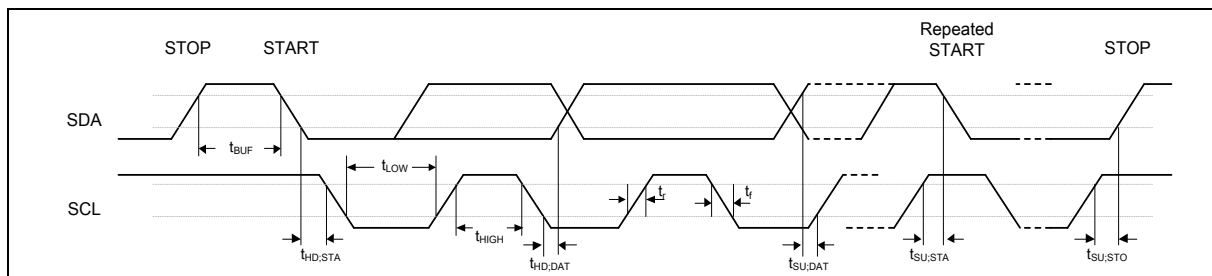 Repeated
STOP START START STOP
SDA
tBUF
tLOW
SCL
tr tf
tHIGH
tHD;STA tHD;DAT tSU;DAT tSU;STA tSU;STO